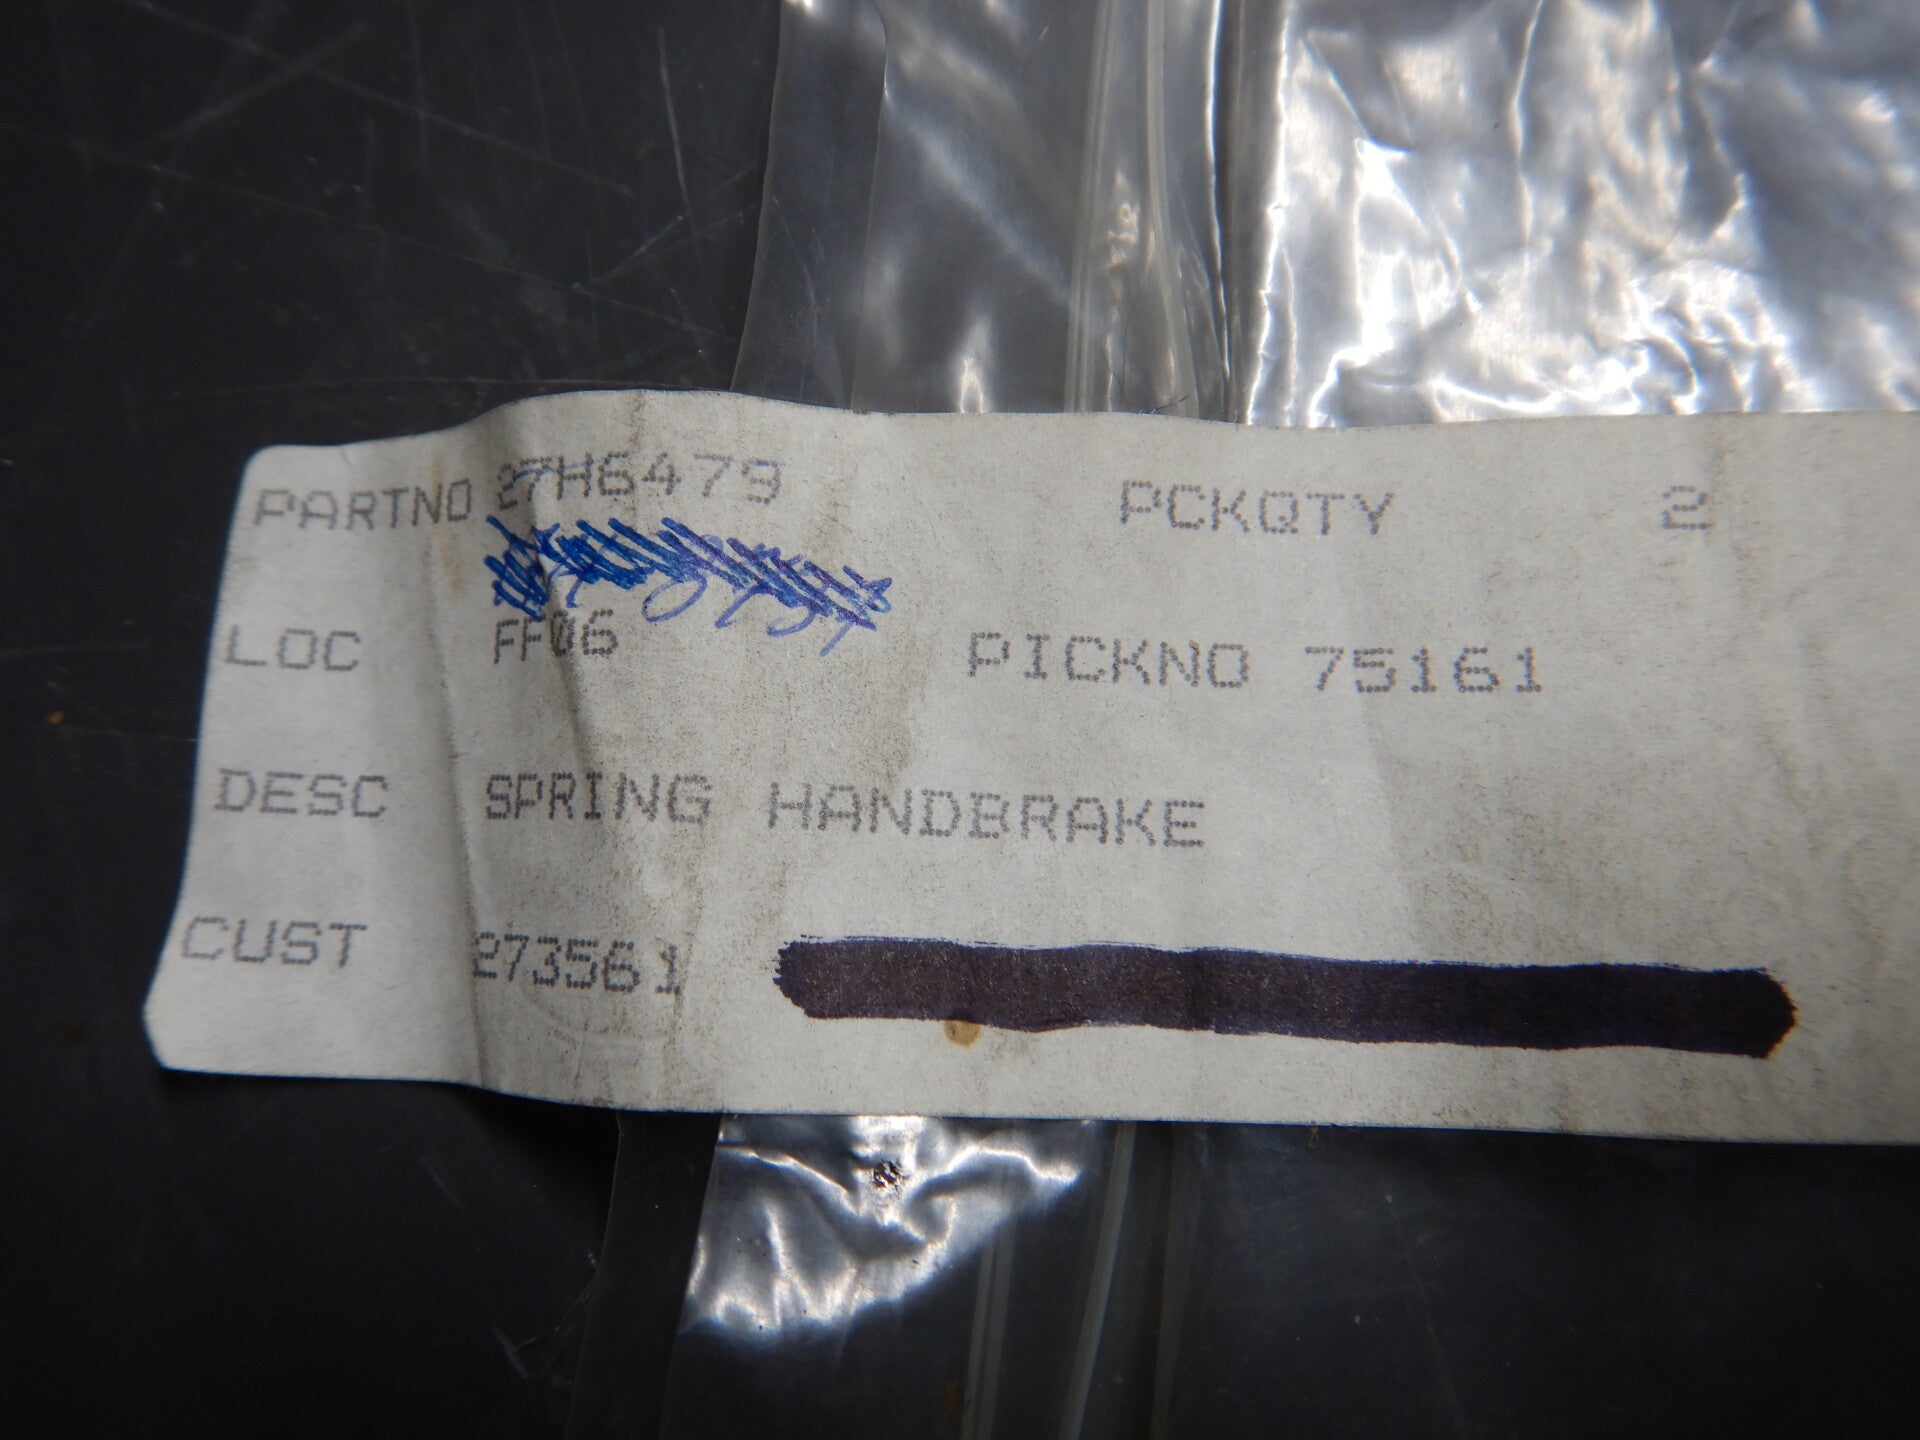 PARTNO 27H6479 PCKQTY 2
LOC FF06 PICKNO 75161
DESC SPRING HANDBRAKE
CUST 273561